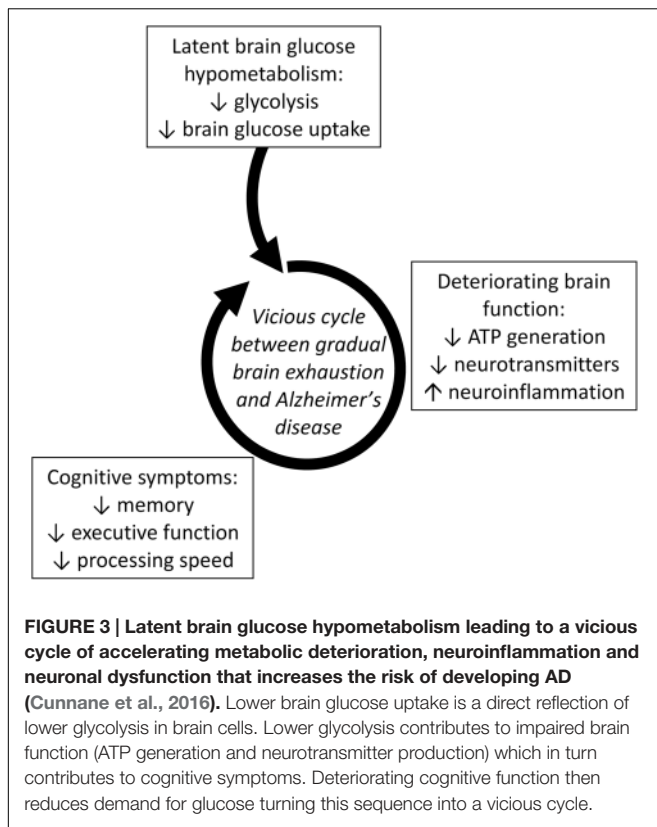 Latent brain glucose
hypometabolism:
↓ glycolysis
↓ brain glucose uptake
Vicious cycle
between gradual
brain exhaustion
and Alzheimer's
disease
Deteriorating brain
function:
↓ ATP generation
↓ neurotransmitters
↑ neuroinflammation
Cognitive symptoms:
↓ memory
↓ executive function
↓ processing speed
FIGURE 3 | Latent brain glucose hypometabolism leading to a vicious
cycle of accelerating metabolic deterioration, neuroinflammation and
neuronal dysfunction that increases the risk of developing AD
(Cunnane et al., 2016). Lower brain glucose uptake is a direct reflection of
lower glycolysis in brain cells. Lower glycolysis contributes to impaired brain
function (ATP generation and neurotransmitter production) which in turn
contributes to cognitive symptoms. Deteriorating cognitive function then
reduces demand for glucose turning this sequence into a vicious cycle.